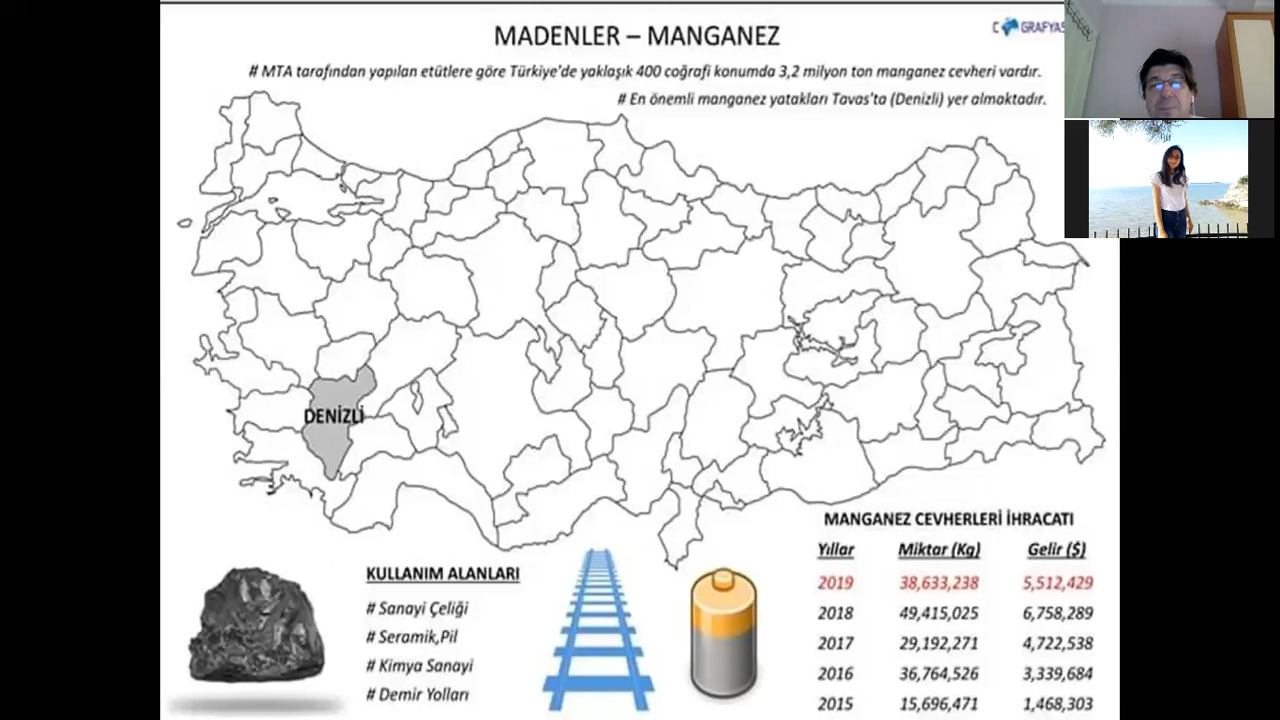 MADENLER – MANGANEZ
GRAFYAS
# MTA tarafından yapılan etütlere göre Türkiye'de yaklaşık 400 coğrafi konumda 3,2 milyon ton manganez cevheri vardır.
# En önemli manganez yatakları Tavas'ta (Denizli) yer almaktadır.
DENİZLİ
KULLANIM ALANLARI
# Sanayi Çeliği
# Seramik,Pil
# Kimya Sanayi
# Demir Yolları
MANGANEZ CEVHERLERİ İHRACATI
Yıllar Miktar (Kg) Gelir ($)
2019 38,633,238 5,512,429
2018 49,415,025 6,758,289
2017 29,192,271 4,722,538
2016 36,764,526 3,339,684
2015 15,696,471 1,468,303